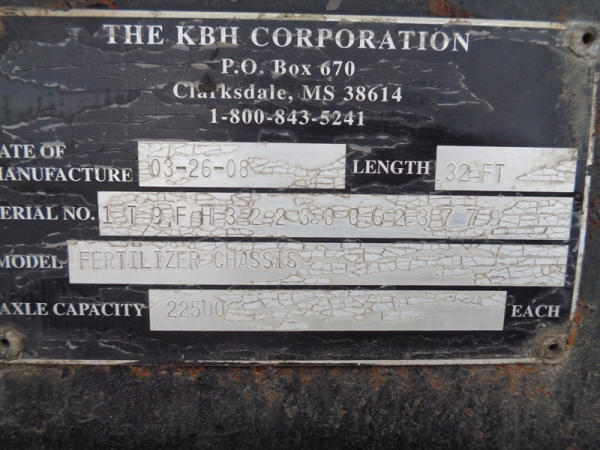 THE KBH CORPORATION
P.O. Box 670
Clarksdale, MS 38614
1-800-843-5241
ATE OF
MANUFACTURE 03-26-08 LENGTH 32 FT
ERIAL NO.
MODEL FERTILIZER CHASSIS
AXLE CAPACITY 22500 EACH